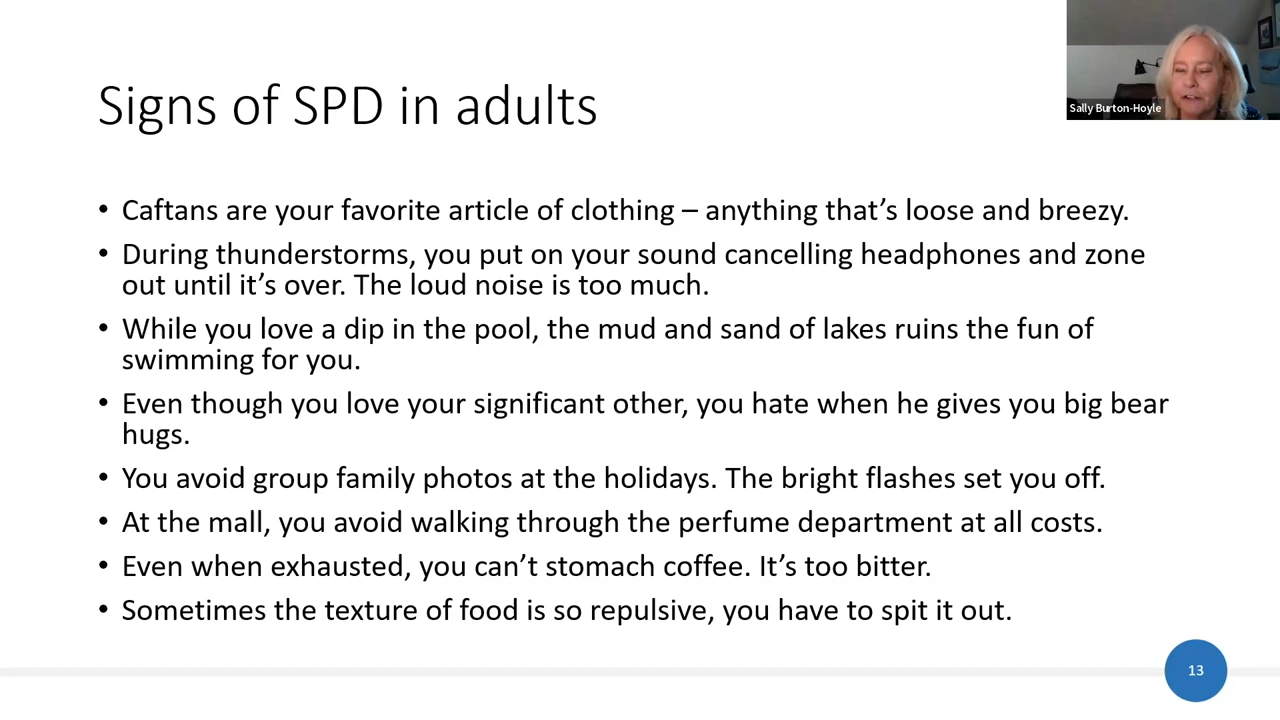 Signs of SPD in adults
Sally Burton-Hoyle
• Caftans are your favorite article of clothing – anything that’s loose and breezy.
• During thunderstorms, you put on your sound cancelling headphones and zone
out until it’s over. The loud noise is too much.
• While you love a dip in the pool, the mud and sand of lakes ruins the fun of
swimming for you.
• Even though you love your significant other, you hate when he gives you big bear
hugs.
• You avoid group family photos at the holidays. The bright flashes set you off.
• At the mall, you avoid walking through the perfume department at all costs.
• Even when exhausted, you can’t stomach coffee. It’s too bitter.
• Sometimes the texture of food is so repulsive, you have to spit it out.
13